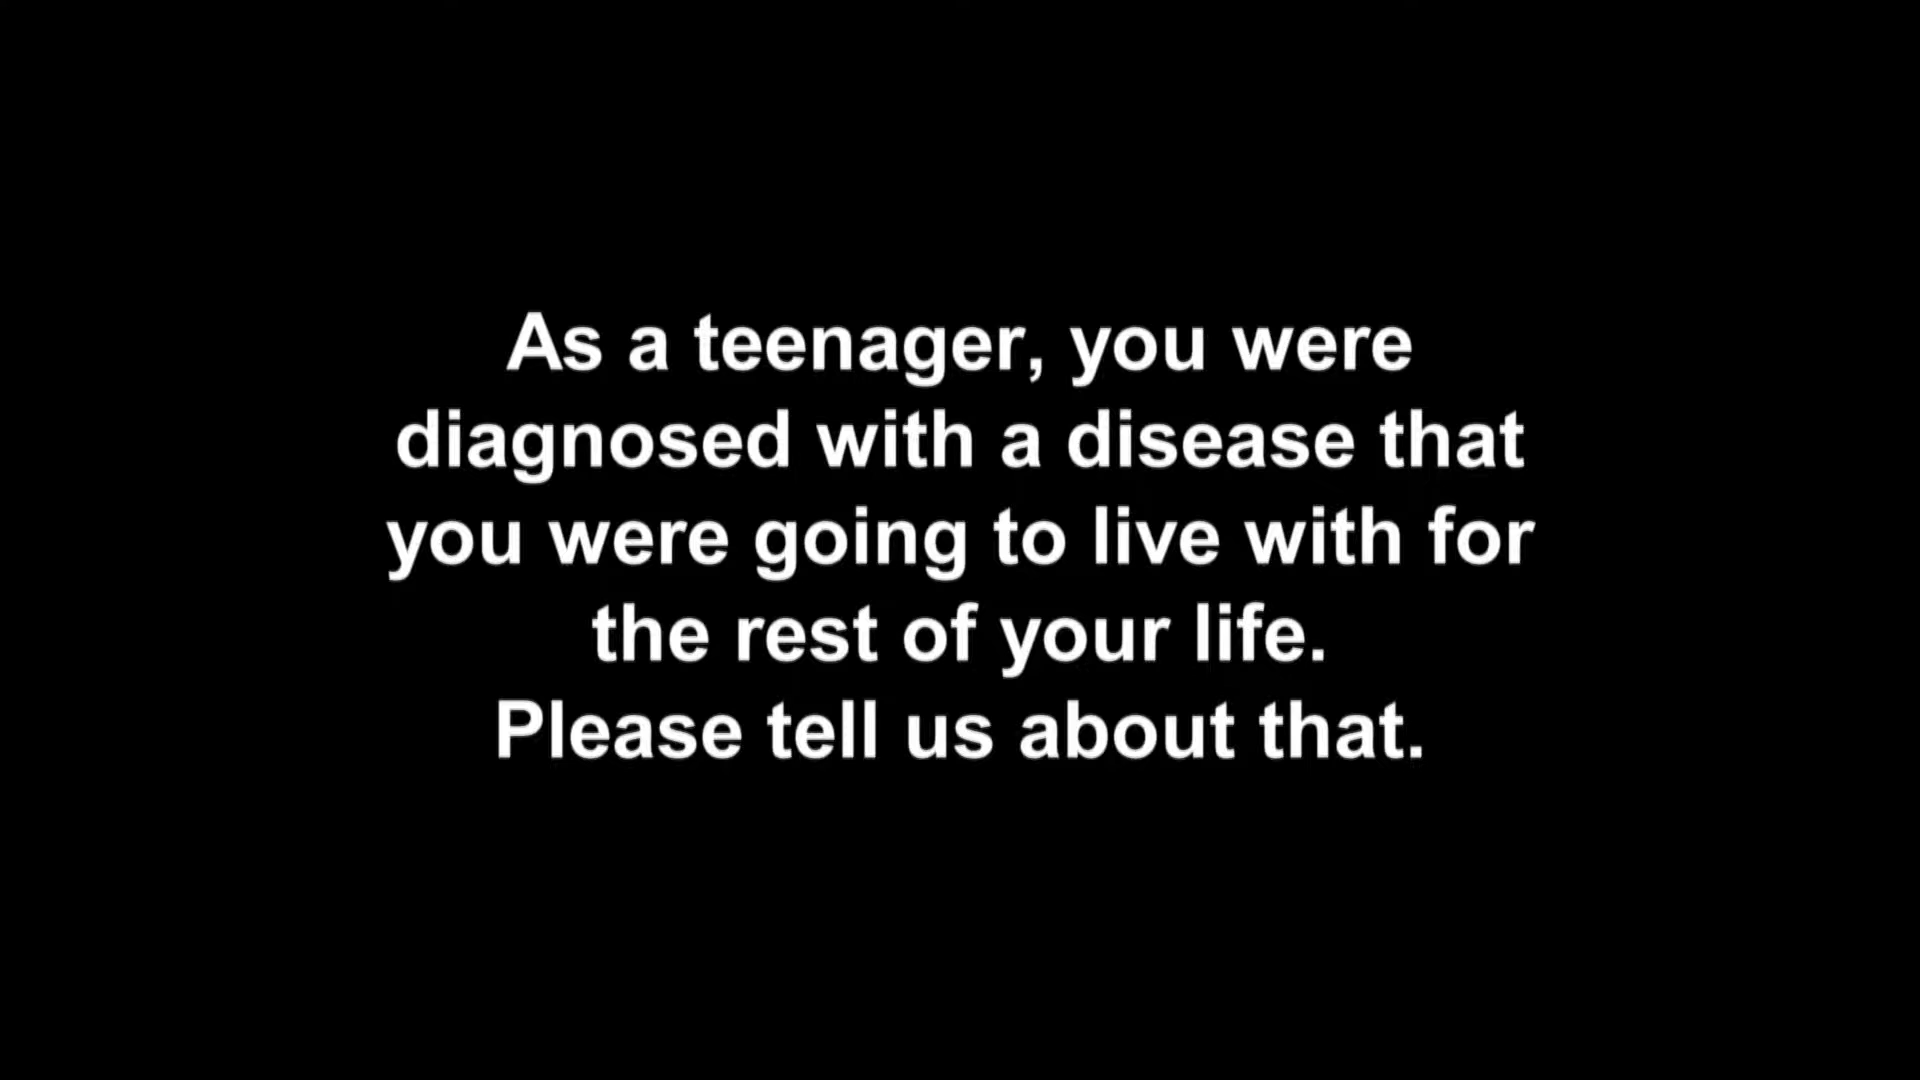 As a teenager, you were
diagnosed with a disease that
you were going to live with for
the rest of your life.
Please tell us about that.